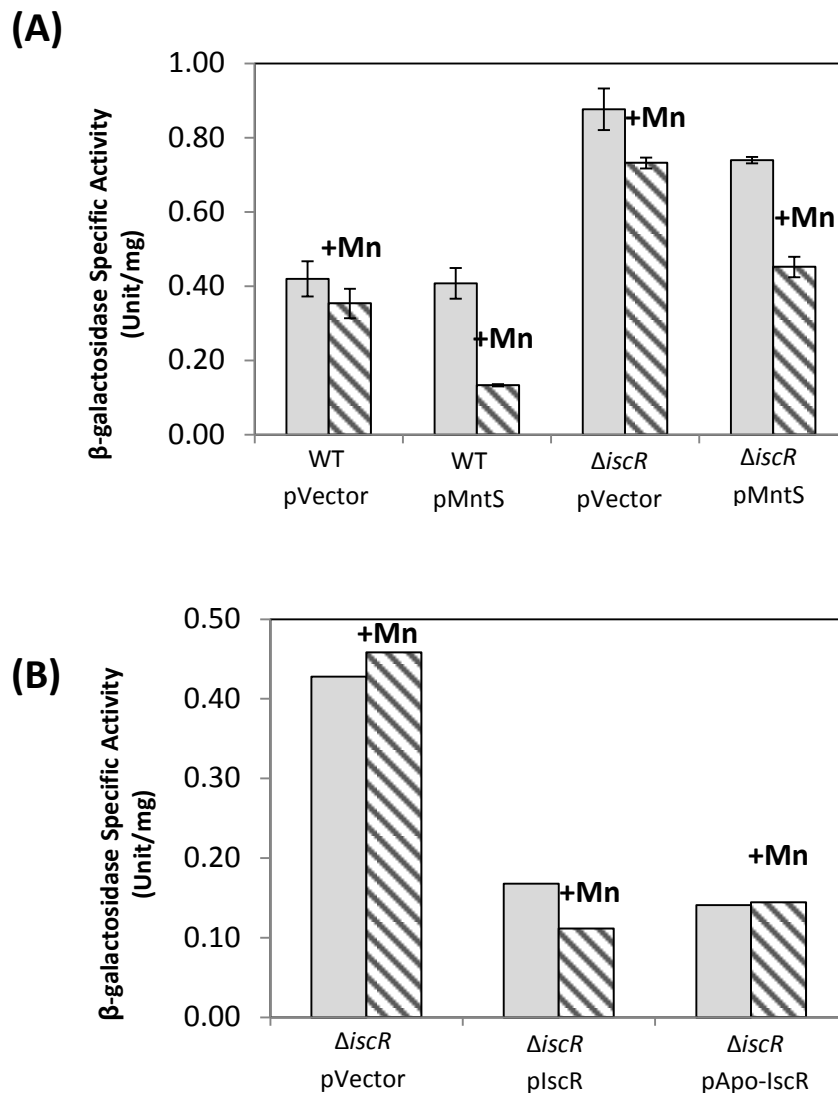 (A)
β-galactosidase Specific Activity
(Unit/mg)
1.00
0.80
0.60
0.40
0.20
0.00
+Mn
+Mn
+Mn
+Mn
WT
pVector
WT
pMntS
ΔiscR
pVector
ΔiscR
pMntS
(B)
β-galactosidase Specific Activity
(Unit/mg)
0.50
0.40
0.30
0.20
0.10
0.00
+Mn
+Mn
+Mn
ΔiscR
pVector
ΔiscR
pIscR
ΔiscR
pApo-IscR